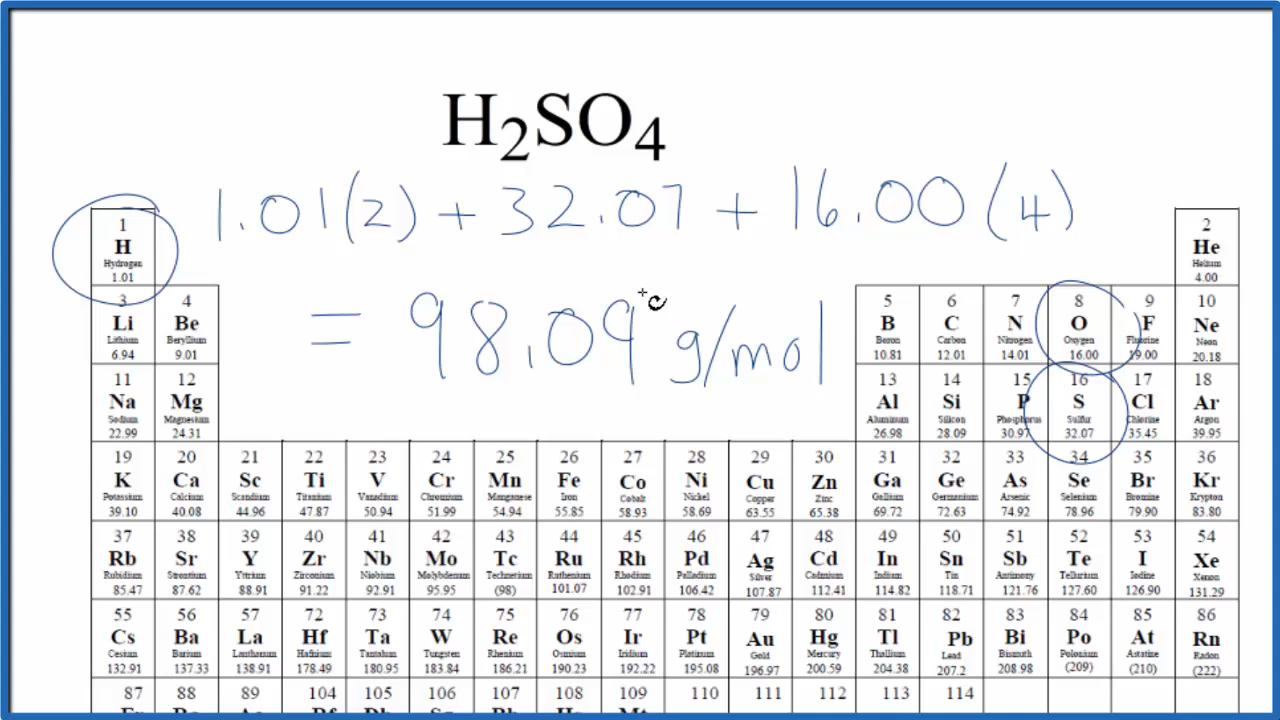 H2SO4
1.01(2) + 32.07 + 16.00(4)
= 98.09 g/mol
1 2
H He
Hydrogen Helium
1.01 4.00
3 4 5 6 7 8 9 10
Li Be B C N O F Ne
Lithium Beryllium Boron Carbon Nitrogen Oxygen Fluorine Neon
6.94 9.01 10.81 12.01 14.01 16.00 19.00 20.18
11 12 13 14 15 16 17 18
Na Mg Al Si P S Cl Ar
Sodium Magnesium Aluminum Silicon Phosphorus Sulfur Chlorine Argon
22.99 24.31 26.98 28.09 30.97 32.07 35.45 39.95
19 20 21 22 23 24 25 26 27 28 29 30 31 32 33 34 35 36
K Ca Sc Ti V Cr Mn Fe Co Ni Cu Zn Ga Ge As Se Br Kr
Potassium Calcium Scandium Titanium Vanadium Chromium Manganese Iron Cobalt Nickel Copper Zinc Gallium Germanium Arsenic Selenium Bromine Krypton
39.10 40.08 44.96 47.87 50.94 51.99 54.94 55.85 58.93 58.69 63.55 65.38 69.72 72.63 74.92 78.96 79.90 83.80
37 38 39 40 41 42 43 44 45 46 47 48 49 50 51 52 53 54
Rb Sr Y Zr Nb Mo Tc Ru Rh Pd Ag Cd In Sn Sb Te I Xe
Rubidium Strontium Yttrium Zirconium Niobium Molybdenum Technetium Ruthenium Rhodium Palladium Silver Cadmium Indium Tin Antimony Tellurium Iodine Xenon
85.47 87.62 88.91 91.22 92.91 95.95 (98) 101.07 102.91 106.42 107.87 112.41 114.82 118.71 121.76 127.60 126.90 131.29
55 56 57 72 73 74 75 76 77 78 79 80 81 82 83 84 85 86
Cs Ba La Hf Ta W Re Os Ir Pt Au Hg Tl Pb Bi Po At Rn
Cesium Barium Lanthanum Hafnium Tantalum Tungsten Rhenium Osmium Iridium Platinum Gold Mercury Thallium Lead Bismuth Polonium Astatine Radon
132.91 137.33 138.91 178.49 180.95 183.84 186.21 190.23 192.22 195.08 196.97 200.59 204.38 207.2 208.98 (209) (210) (222)
87 88 89 104 105 106 107 108 109 110 111 112 113 114